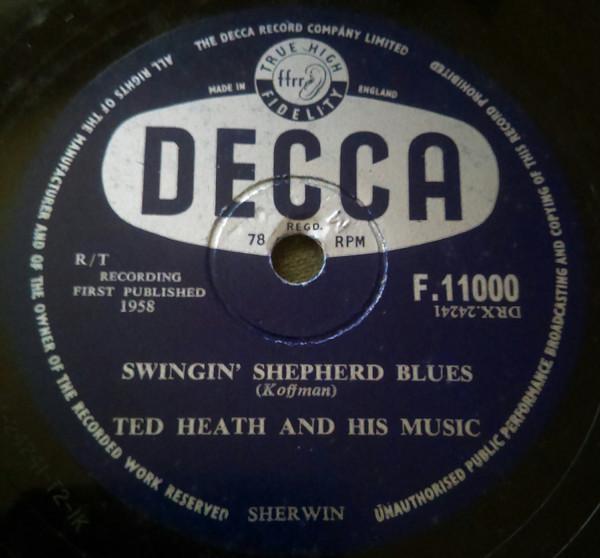 THE DECCA RECORD COMPANY LIMITED
ALL RIGHTS OF THE MANUFACTURER AND OF THE OWNER OF THE RECORDED WORK RESERVED
UNAUTHORISED PUBLIC PERFORMANCE BROADCASTING AND COPYING OF THIS RECORD PROHIBITED
TRUE HIGH
ffrr
FIDELITY
MADE IN ENGLAND
DECCA
REGD.
78 RPM
R/T
RECORDING
FIRST PUBLISHED
1958
F.11000
DRX.24241
SWINGIN' SHEPHERD BLUES
(Koffman)
TED HEATH AND HIS MUSIC
SHERWIN